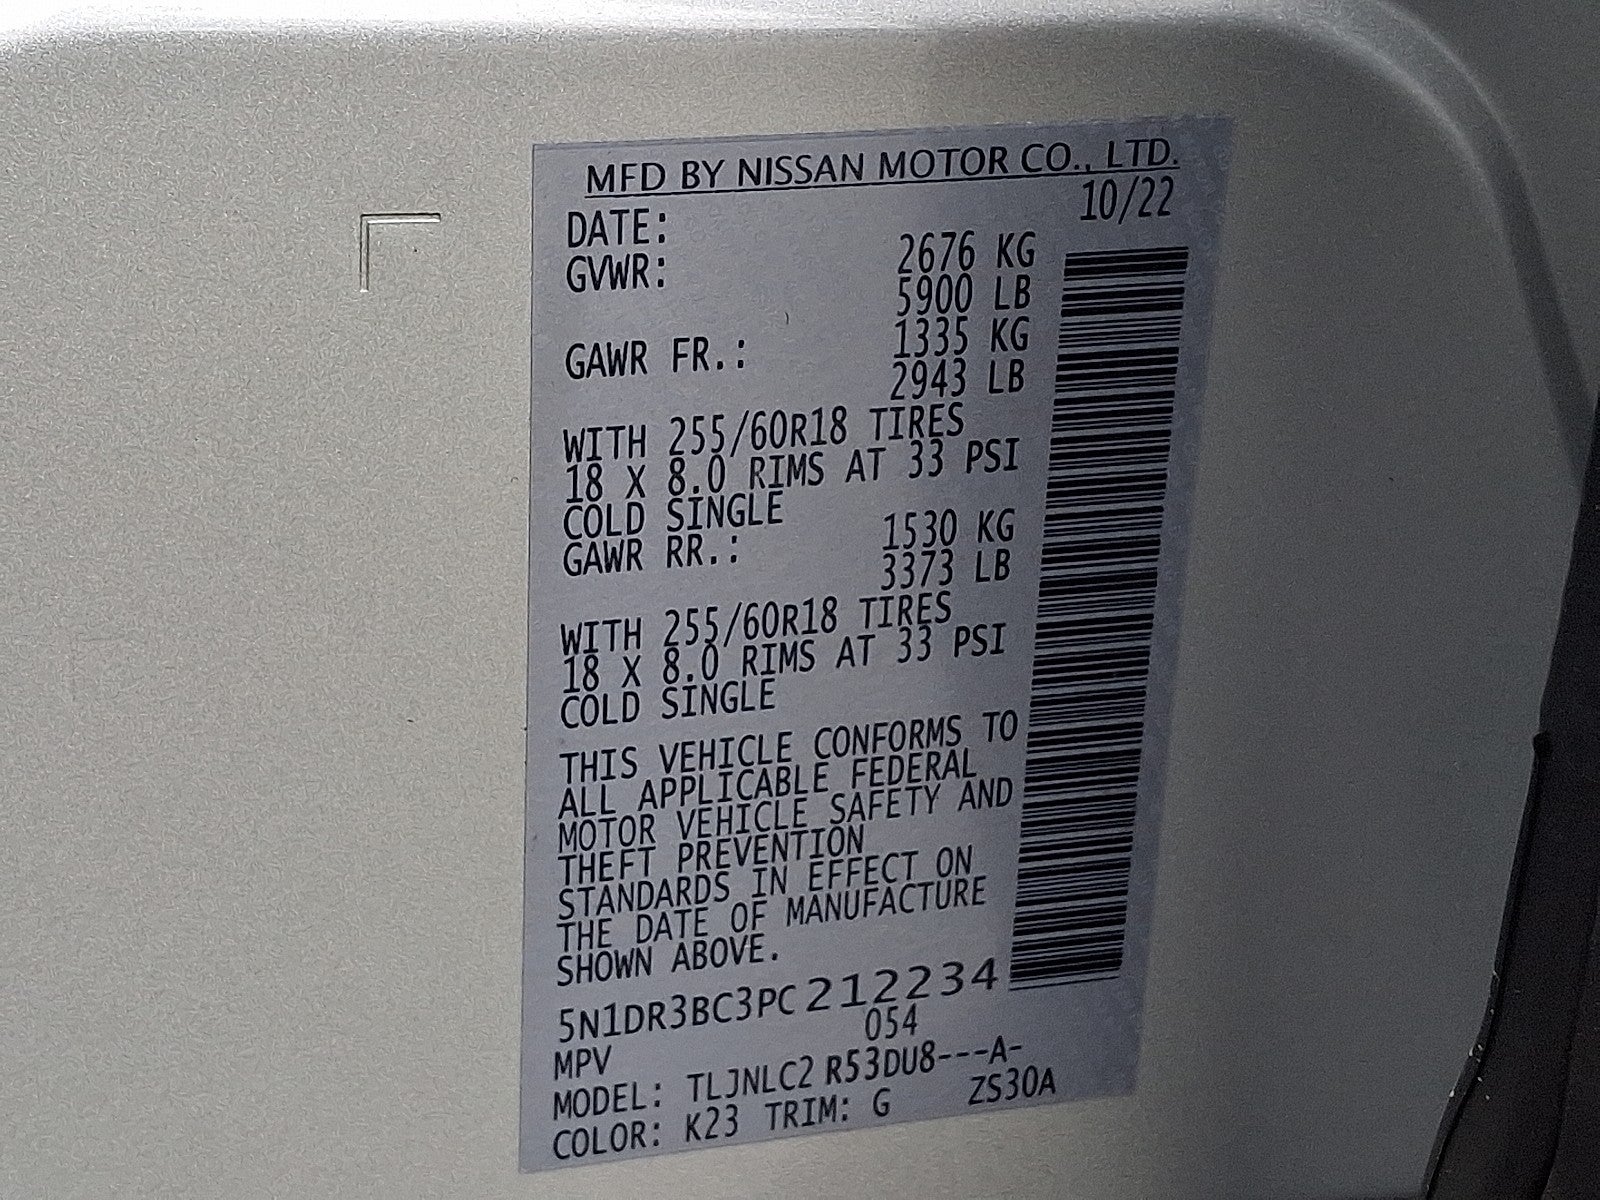 MFD BY NISSAN MOTOR CO., LTD.
DATE: 10/22
GVWR: 2676 KG
5900 LB
GAWR FR.: 1335 KG
2943 LB
WITH 255/60R18 TIRES
18 X 8.0 RIMS AT 33 PSI
COLD SINGLE
GAWR RR.: 1530 KG
3373 LB
WITH 255/60R18 TIRES
18 X 8.0 RIMS AT 33 PSI
COLD SINGLE
THIS VEHICLE CONFORMS TO
ALL APPLICABLE FEDERAL
MOTOR VEHICLE SAFETY AND
THEFT PREVENTION
STANDARDS IN EFFECT ON
THE DATE OF MANUFACTURE
SHOWN ABOVE.
5N1DR3BC3PC212234
MPV 054
MODEL: TLJNLC2 R53DU8---A-
COLOR: K23 TRIM: G ZS30A